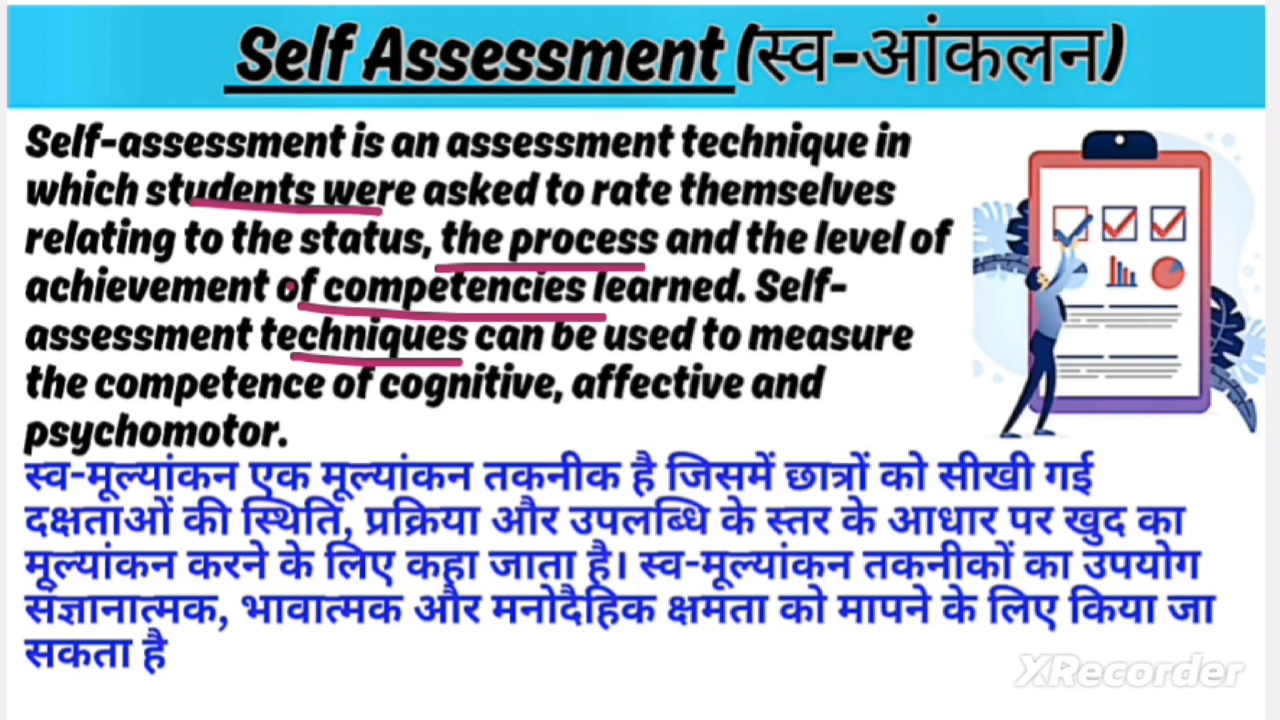 Self Assessment (स्व-आंकलन)
Self-assessment is an assessment technique in
which students were asked to rate themselves
relating to the status, the process and the level of
achievement of competencies learned. Self-
assessment techniques can be used to measure
the competence of cognitive, affective and
psychomotor.
स्व-मूल्यांकन एक मूल्यांकन तकनीक है जिसमें छात्रों को सीखी गई
दक्षताओं की स्थिति, प्रक्रिया और उपलब्धि के स्तर के आधार पर खुद का
मूल्यांकन करने के लिए कहा जाता है। स्व-मूल्यांकन तकनीकों का उपयोग
संज्ञानात्मक, भावात्मक और मनोदैहिक क्षमता को मापने के लिए किया जा
सकता है
XRecorder